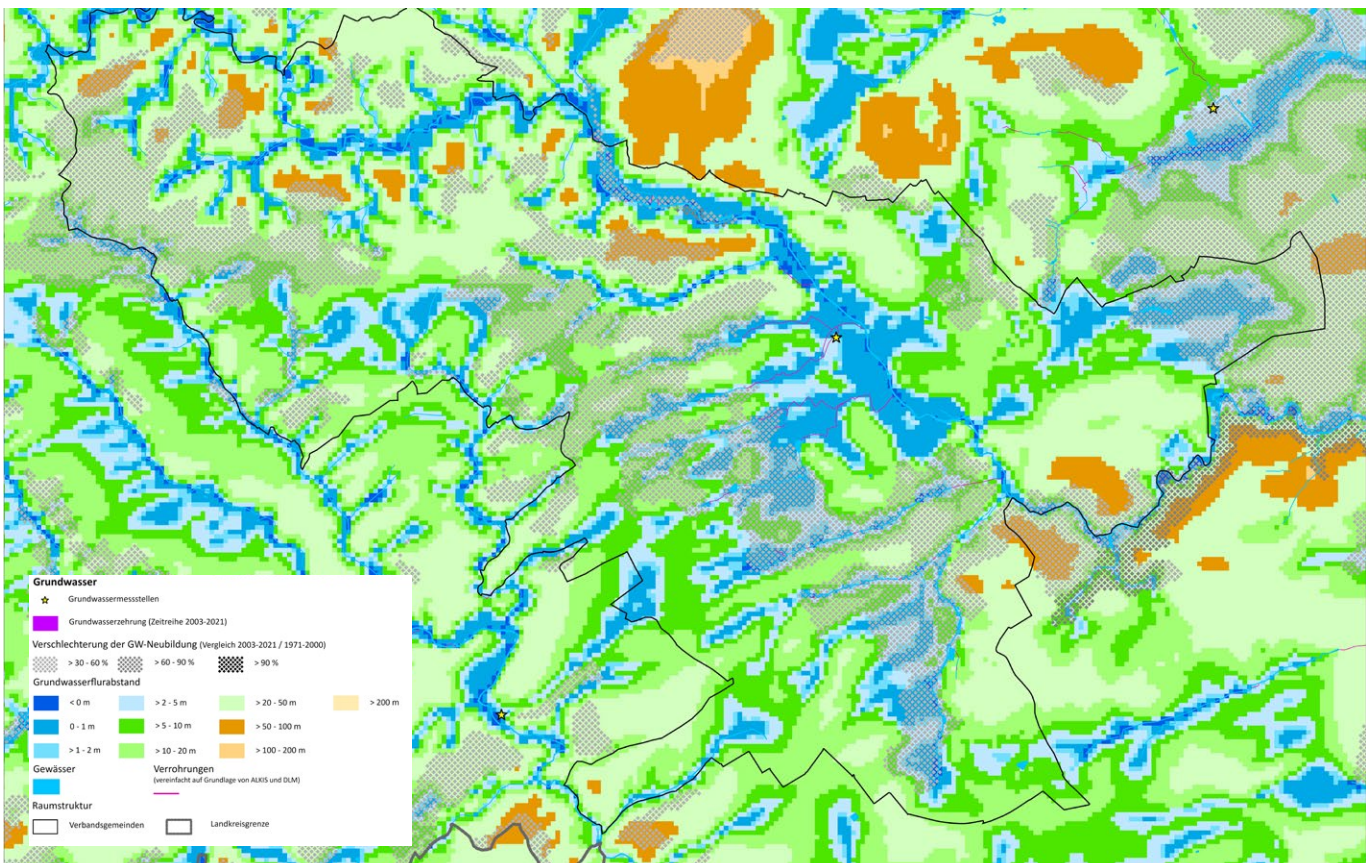 Grundwasser
Grundwassermessstellen
Grundwasserzehrung (Zeitreihe 2003-2021)
Verschlechterung der GW-Neubildung (Vergleich 2003-2021 / 1971-2000)
> 30 - 60 % > 60 - 90 % > 90 %
Grundwasserflurabstand
< 0 m > 2 - 5 m > 20 - 50 m > 200 m
0 - 1 m > 5 - 10 m > 50 - 100 m
> 1 - 2 m > 10 - 20 m > 100 - 200 m
Gewässer Verrohrungen
(vereinfacht auf Grundlage von ALKIS und DLM)
Raumstruktur
Verbandsgemeinden Landkreisgrenze